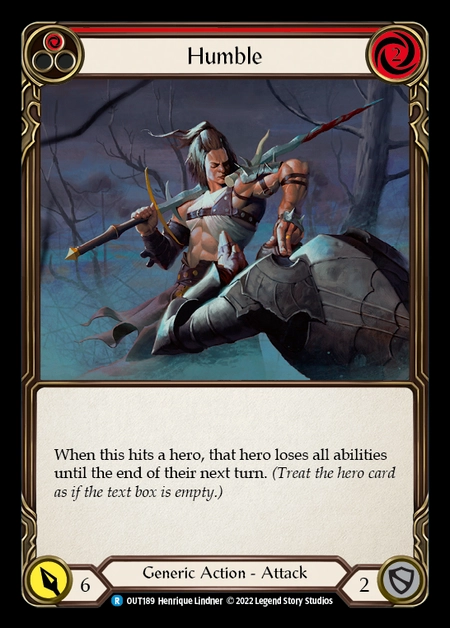 Humble
2
When this hits a hero, that hero loses all abilities
until the end of their next turn. (Treat the hero card
as if the text box is empty.)
Generic Action - Attack
6
2
R OUT189 Henrique Lindner © 2022 Legend Story Studios